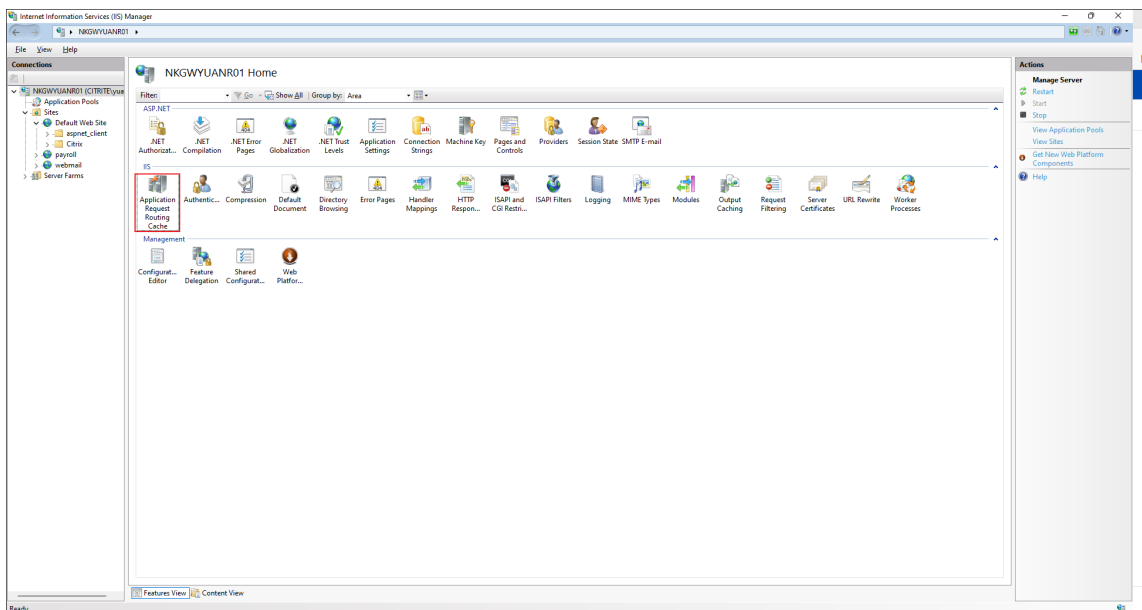 Internet Information Services (IIS) Manager
NKGWYUANR01
File View Help
Connections
NKGWYUANR01 (CITRITE\yua
Application Pools
Sites
Default Web Site
aspnet_client
Citrix
payroll
webmail
Server Farms
NKGWYUANR01 Home
Filter: Go Show All Group by: Area
ASP.NET
.NET Authorizat...
.NET Compilation
.NET Error Pages
.NET Globalization
.NET Trust Levels
Application Settings
Connection Strings
Machine Key
Pages and Controls
Providers
Session State
SMTP E-mail
IIS
Application Request Routing Cache
Authentic...
Compression
Default Document
Directory Browsing
Error Pages
Handler Mappings
HTTP Respon...
ISAPI and CGI Restri...
ISAPI Filters
Logging
MIME Types
Modules
Output Caching
Request Filtering
Server Certificates
URL Rewrite
Worker Processes
Management
Configurat... Editor
Feature Delegation
Shared Configurat...
Web Platfor...
Features View Content View
Ready
Actions
Manage Server
Restart
Start
Stop
View Application Pools
View Sites
Get New Web Platform Components
Help